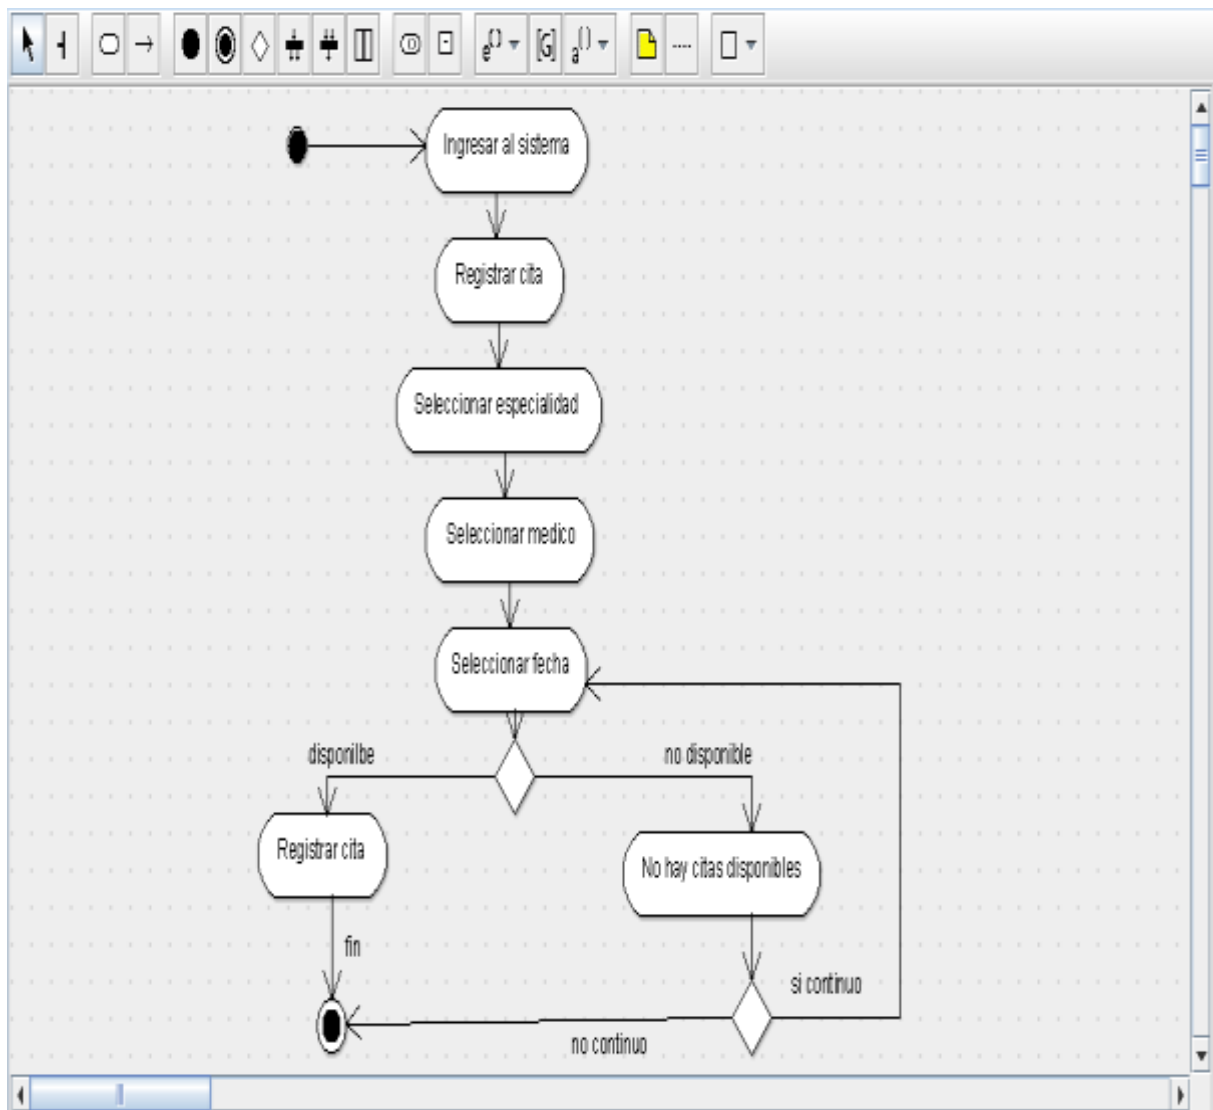 e
[G]
a
Ingresar al sistema
Registrar cita
Seleccionar especialidad
Seleccionar medico
Seleccionar fecha
disponilbe
no disponible
Registrar cita
No hay citas disponibles
fin
si continuo
no continuo